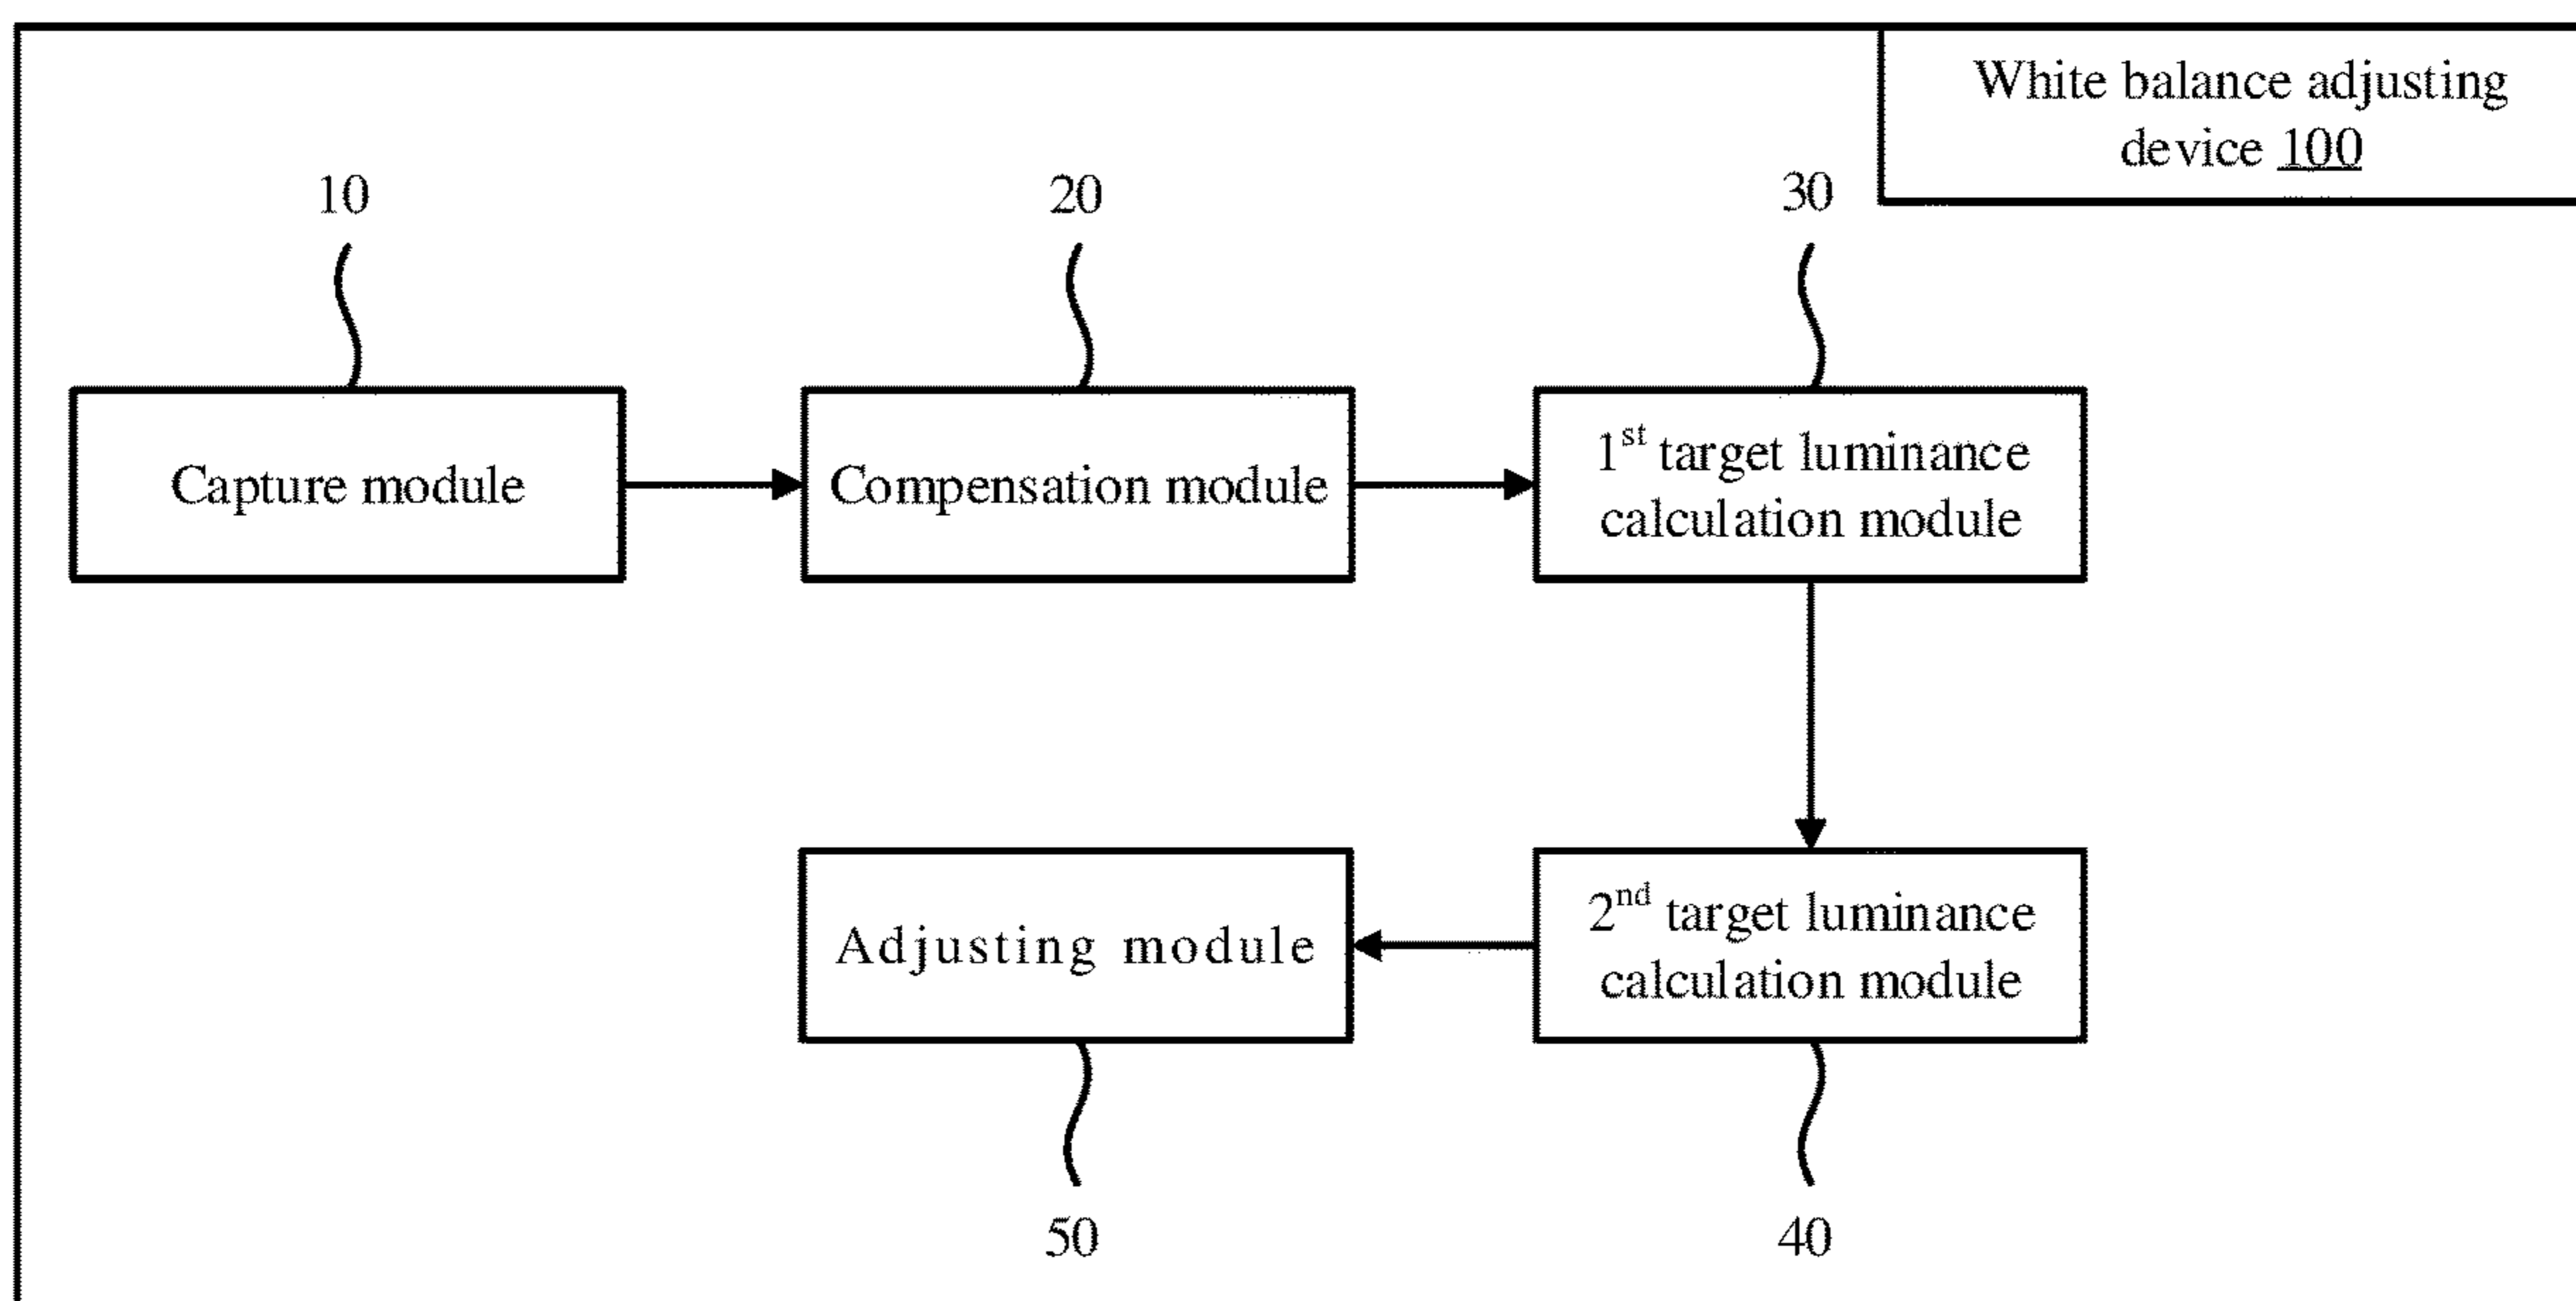 White balance adjusting
device 100
10
20
30
Capture module
Compensation module
1st target luminance
calculation module
Adjusting module
2nd target luminance
calculation module
50
40